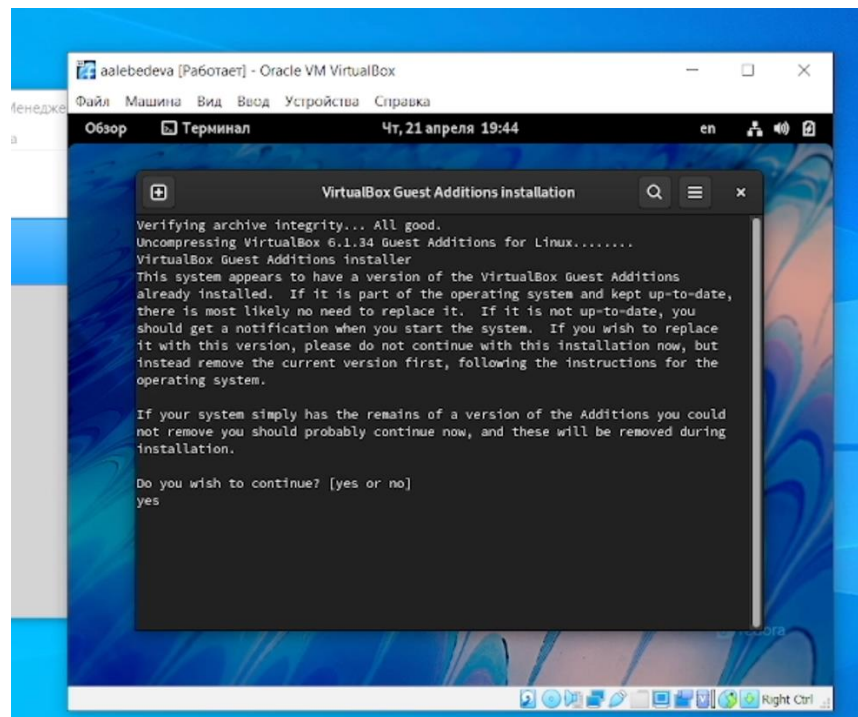 aalebedeva [Работает] - Oracle VM VirtualBox
Файл Машина Вид Ввод Устройства Справка
Обзор Терминал Чт, 21 апреля 19:44 en
VirtualBox Guest Additions installation
Verifying archive integrity... All good.
Uncompressing VirtualBox 6.1.34 Guest Additions for Linux........
VirtualBox Guest Additions installer
This system appears to have a version of the VirtualBox Guest Additions
already installed.  If it is part of the operating system and kept up-to-date,
there is most likely no need to replace it.  If it is not up-to-date, you
should get a notification when you start the system.  If you wish to replace
it with this version, please do not continue with this installation now, but
instead remove the current version first, following the instructions for the
operating system.
If your system simply has the remains of a version of the Additions you could
not remove you should probably continue now, and these will be removed during
installation.
Do you wish to continue? [yes or no]
yes
Right Ctrl